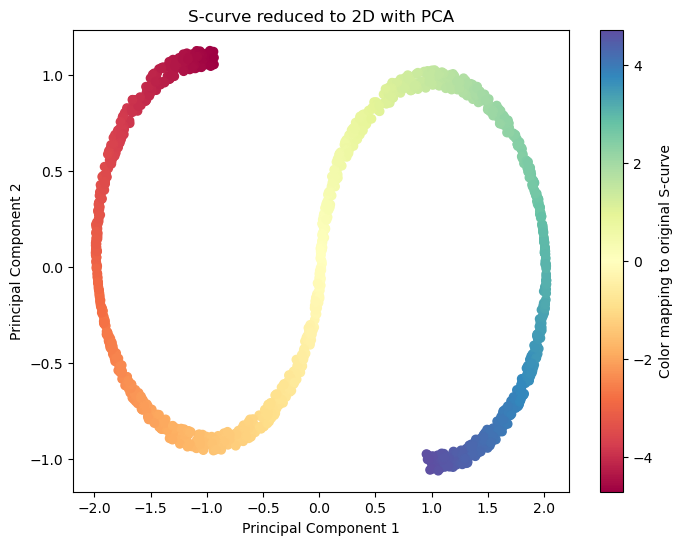 S-curve reduced to 2D with PCA
1.0
0.5
0.0
−0.5
−1.0
Principal Component 2
−2.0 −1.5 −1.0 −0.5 0.0 0.5 1.0 1.5 2.0
Principal Component 1
4
2
0
−2
−4
Color mapping to original S-curve